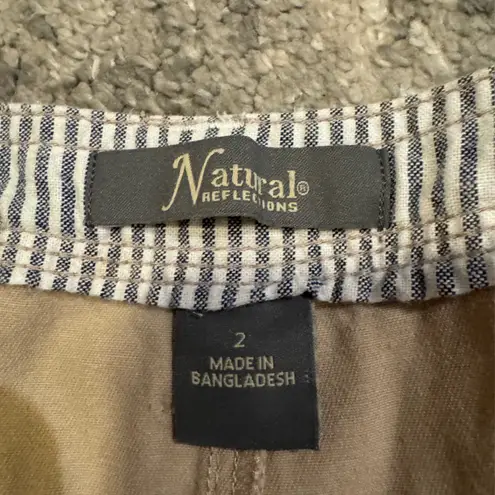 Natural®
REFLECTIONS
2
MADE IN
BANGLADESH